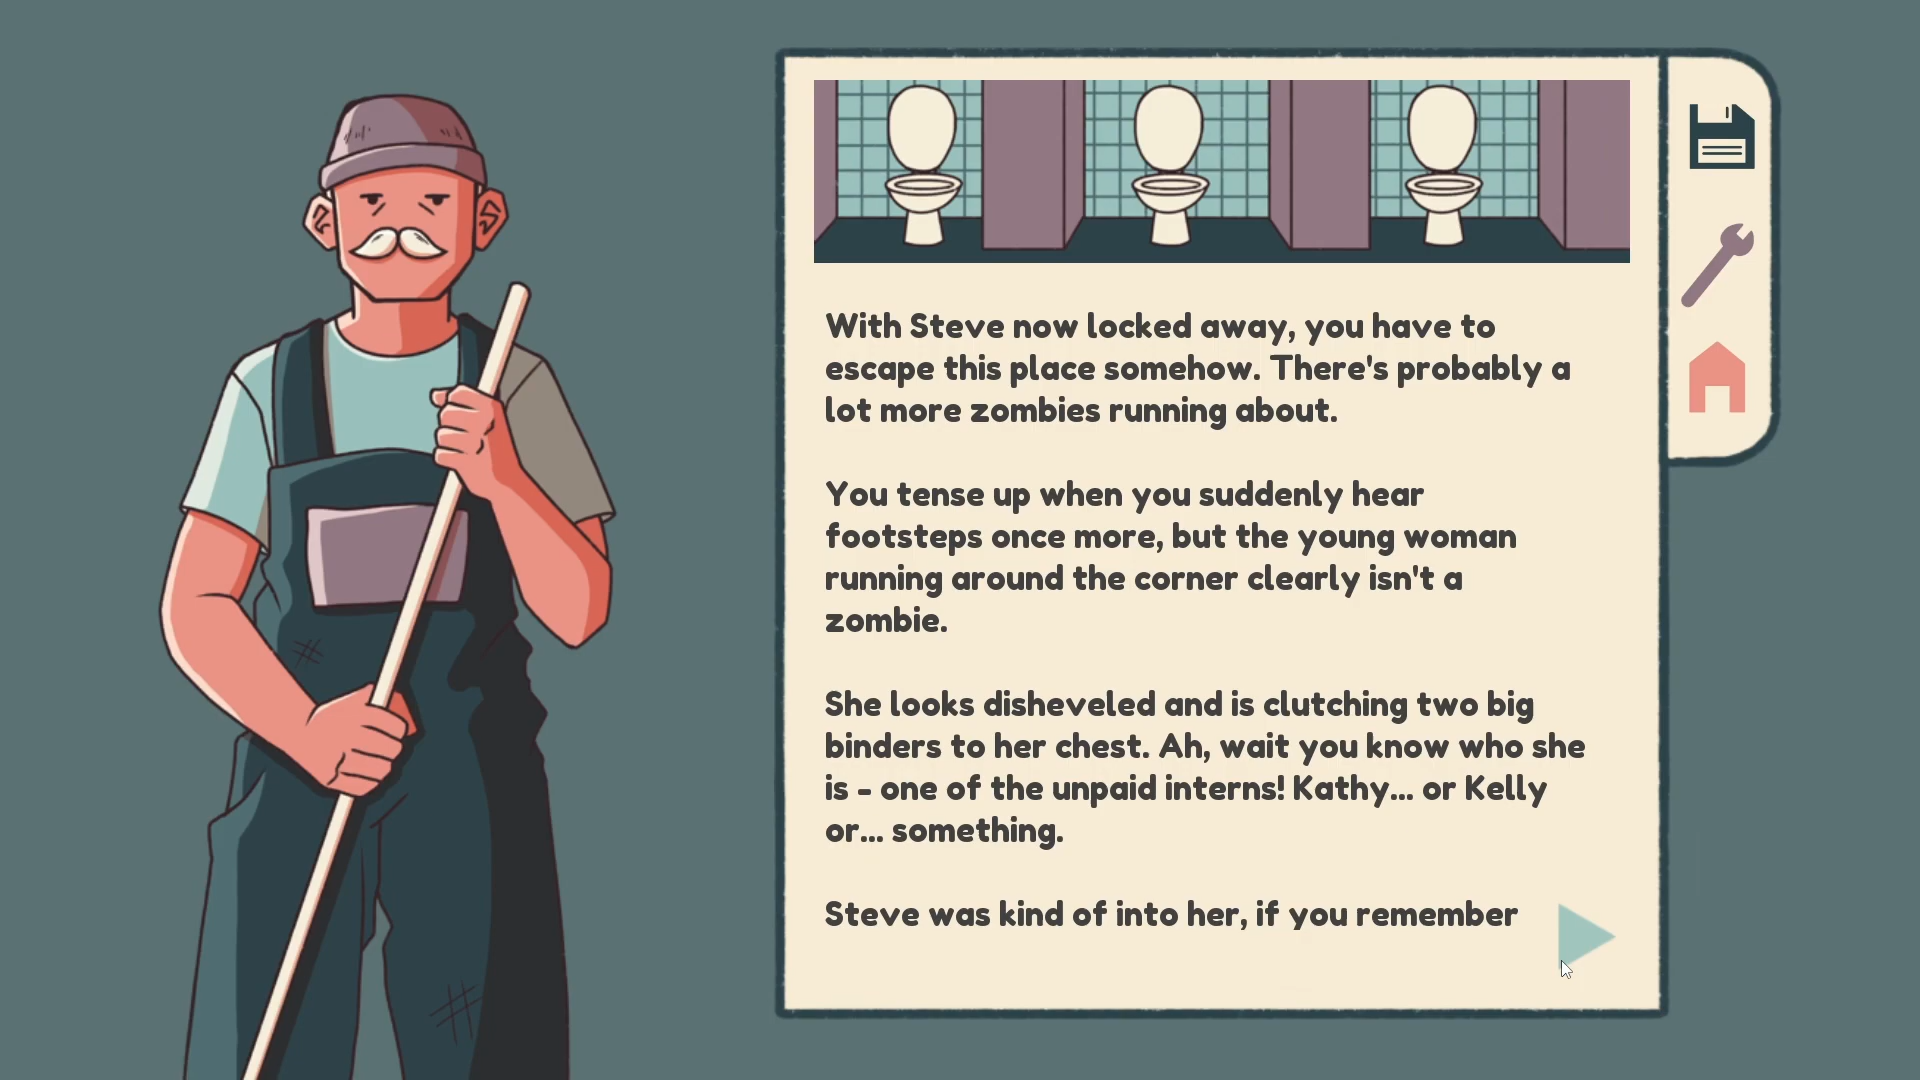 With Steve now locked away, you have to
escape this place somehow. There's probably a
lot more zombies running about.
You tense up when you suddenly hear
footsteps once more, but the young woman
running around the corner clearly isn't a
zombie.
She looks disheveled and is clutching two big
binders to her chest. Ah, wait you know who she
is - one of the unpaid interns! Kathy... or Kelly
or... something.
Steve was kind of into her, if you remember